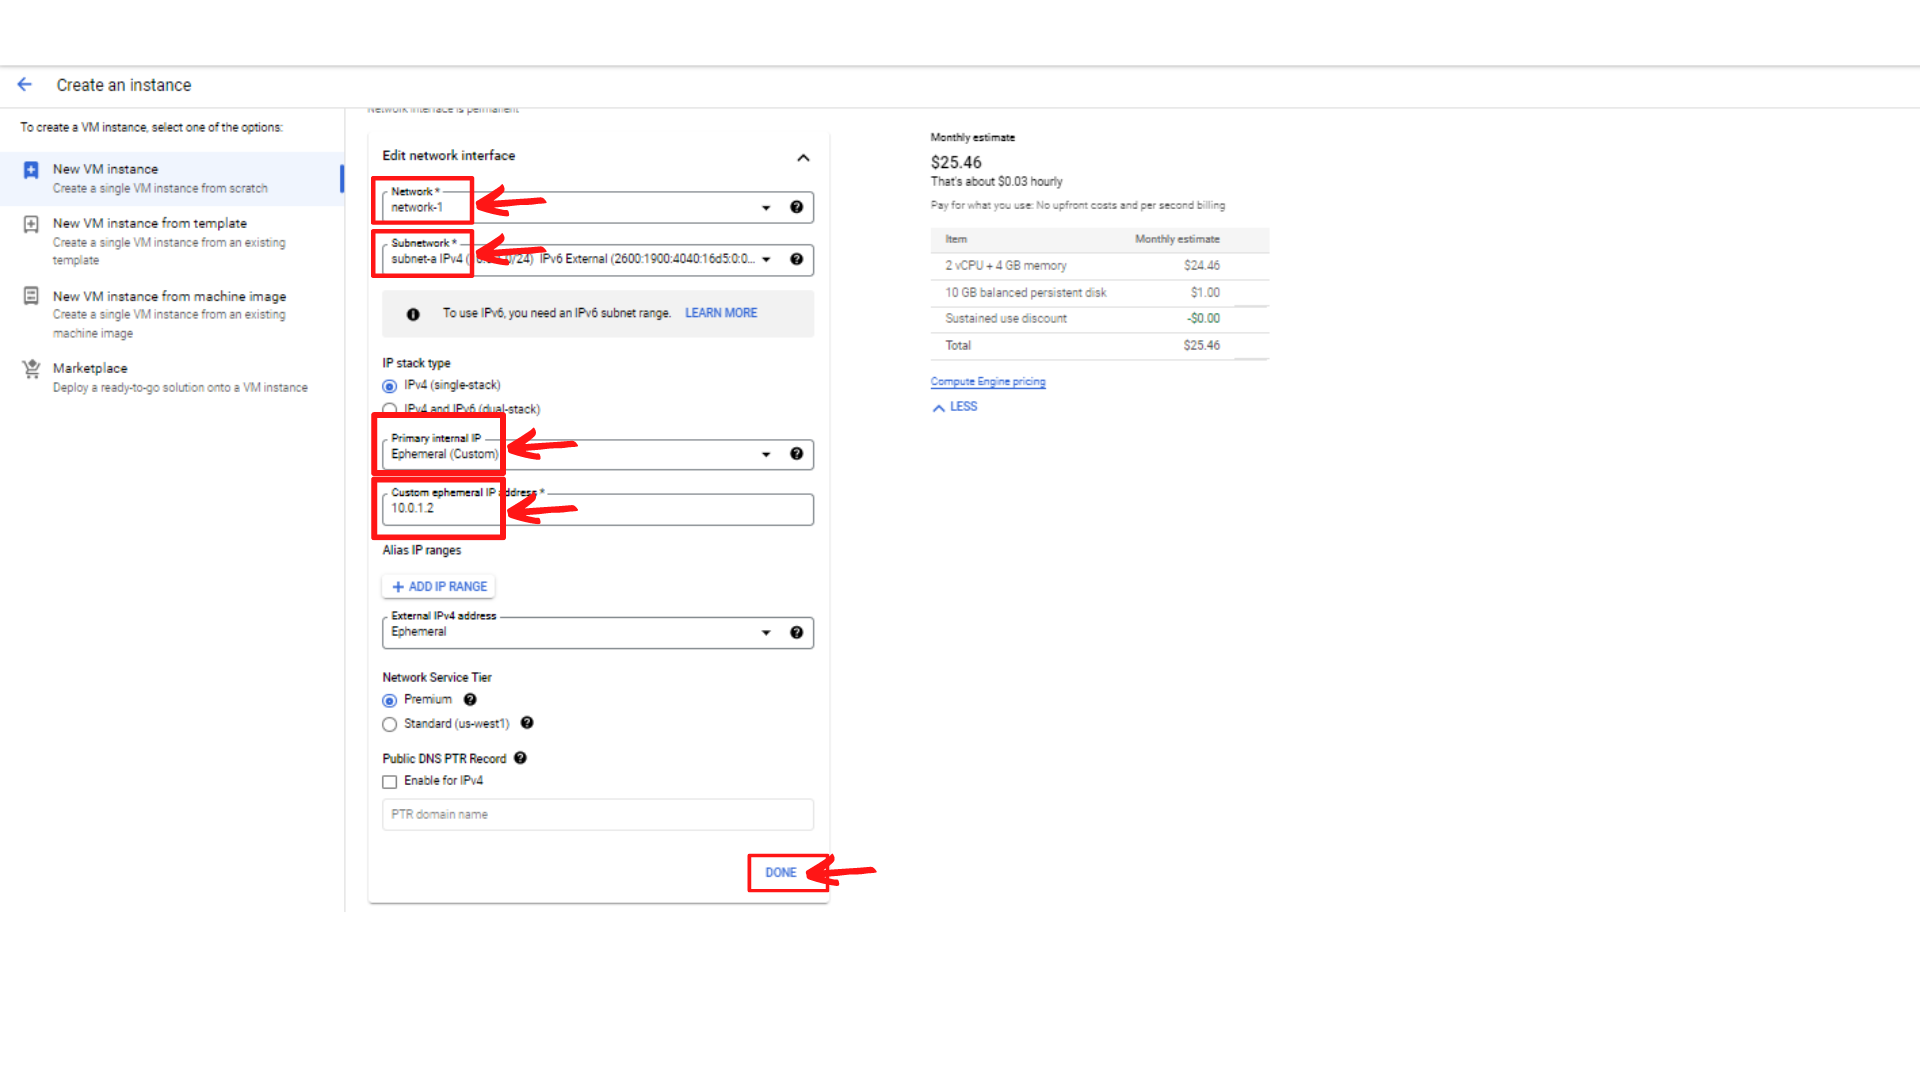 Create an instance
To create a VM instance, select one of the options:
New VM instance
Create a single VM instance from scratch
New VM instance from template
Create a single VM instance from an existing
template
New VM instance from machine image
Create a single VM instance from an existing
machine image
Marketplace
Deploy a ready-to-go solution onto a VM instance
Network interface is permanent
Edit network interface
Network *
network-1
Subnetwork *
subnet-a IPv4 ( /24) IPv6 External (2600:1900:4040:16d5:0:0...
To use IPv6, you need an IPv6 subnet range. LEARN MORE
IP stack type
IPv4 (single-stack)
IPv4 and IPv6 (dual-stack)
Primary internal IP
Ephemeral (Custom)
Custom ephemeral IP address *
10.0.1.2
Alias IP ranges
ADD IP RANGE
External IPv4 address
Ephemeral
Network Service Tier
Premium
Standard (us-west1)
Public DNS PTR Record
Enable for IPv4
PTR domain name
DONE
Monthly estimate
$25.46
That's about $0.03 hourly
Pay for what you use: No upfront costs and per second billing
Item Monthly estimate
2 vCPU + 4 GB memory $24.46
10 GB balanced persistent disk $1.00
Sustained use discount -$0.00
Total $25.46
Compute Engine pricing
LESS